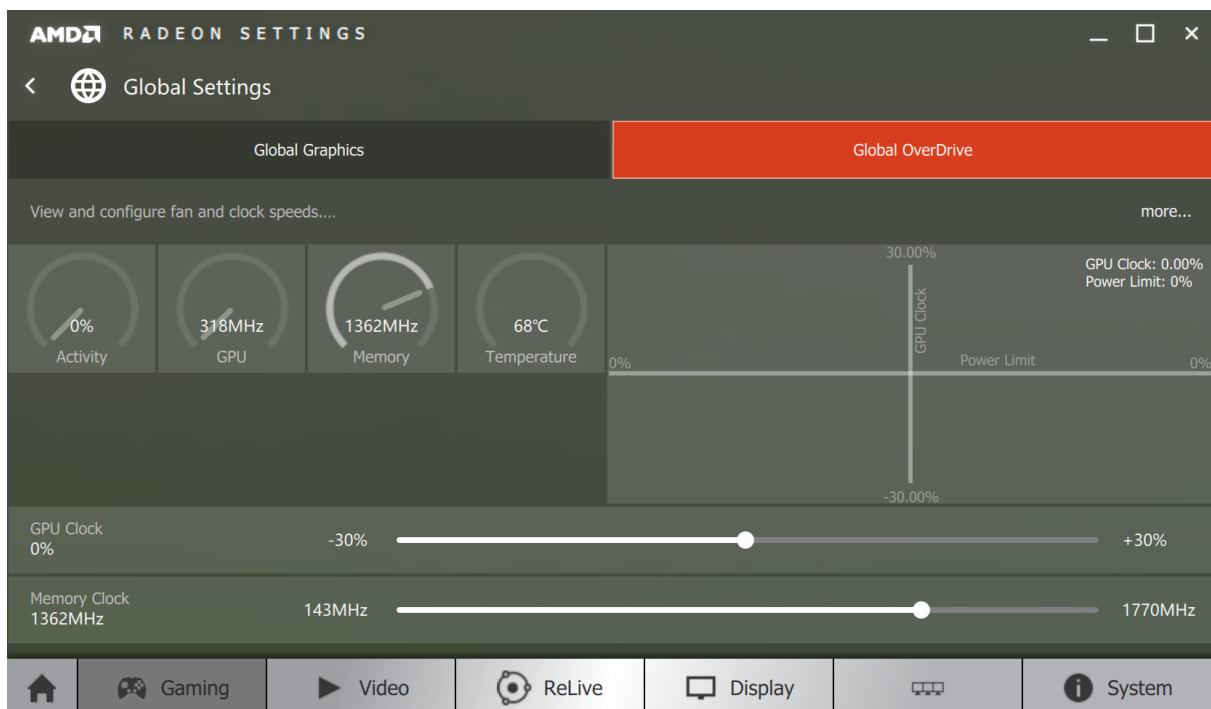 AMD RADEON SETTINGS
Global Settings
Global Graphics
Global OverDrive
View and configure fan and clock speeds....
more...
0%
Activity
318MHz
GPU
1362MHz
Memory
68°C
Temperature
30.00%
GPU Clock
0%
Power Limit
0%
-30.00%
GPU Clock: 0.00%
Power Limit: 0%
GPU Clock
0%
-30%
+30%
Memory Clock
1362MHz
143MHz
1770MHz
Gaming
Video
ReLive
Display
System